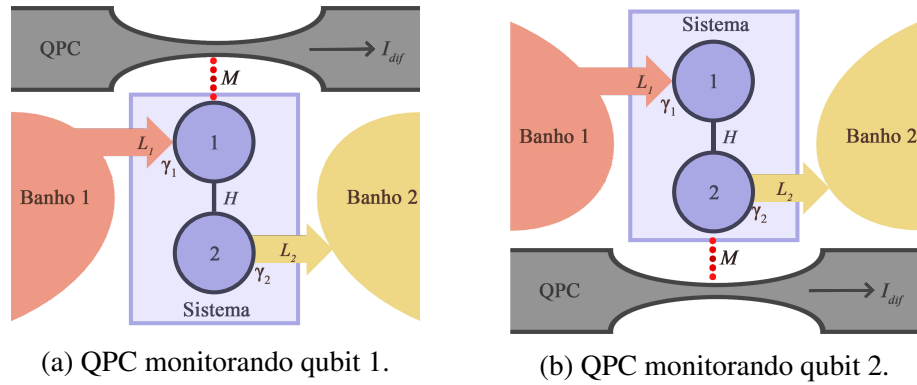 QPC
I_dif
M
Banho 1
L_1
γ_1
1
H
2
L_2
γ_2
Banho 2
Sistema
(a) QPC monitorando qubit 1.
Sistema
Banho 1
L_1
γ_1
1
H
2
L_2
γ_2
Banho 2
M
QPC
I_dif
(b) QPC monitorando qubit 2.